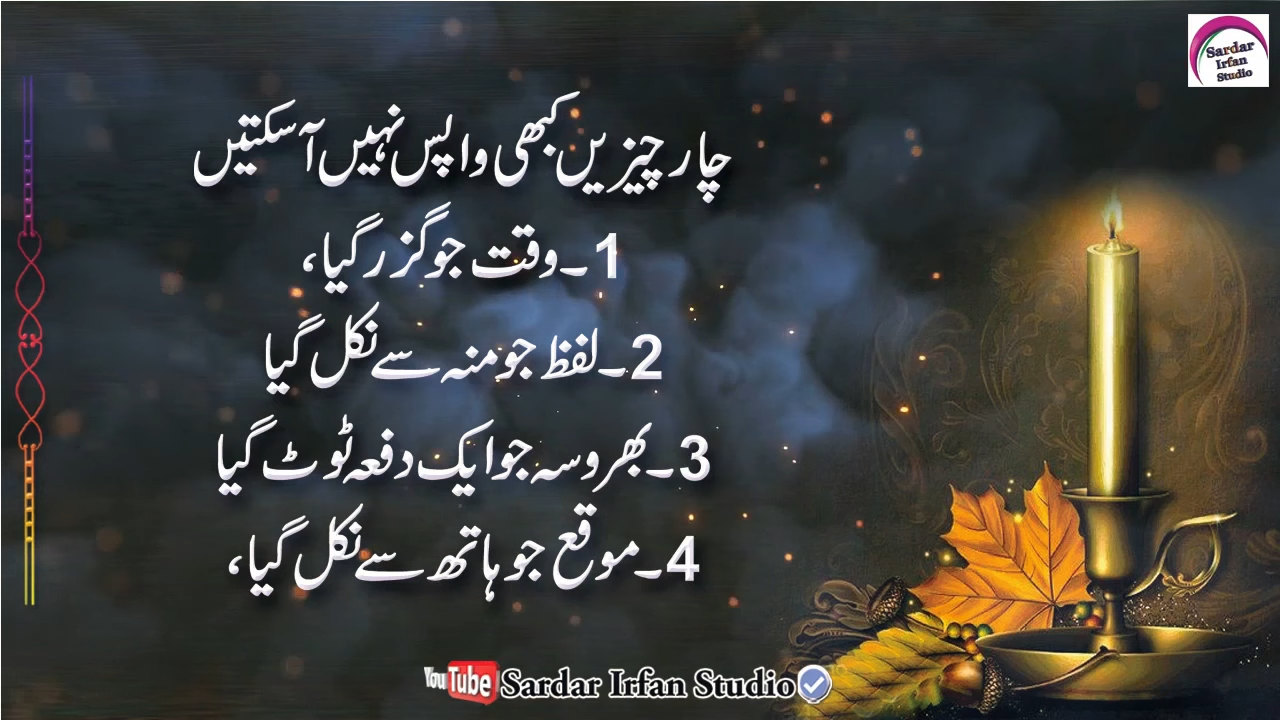 Sardar
Irfan
Studio
چار چیزیں کبھی واپس نہیں آ سکتیں
1۔وقت جو گزر گیا،
2۔لفظ جو منہ سے نکل گیا
3۔بھروسہ جو ایک دفعہ ٹوٹ گیا
4۔موقع جو ہاتھ سے نکل گیا،
YouTube Sardar Irfan Studio